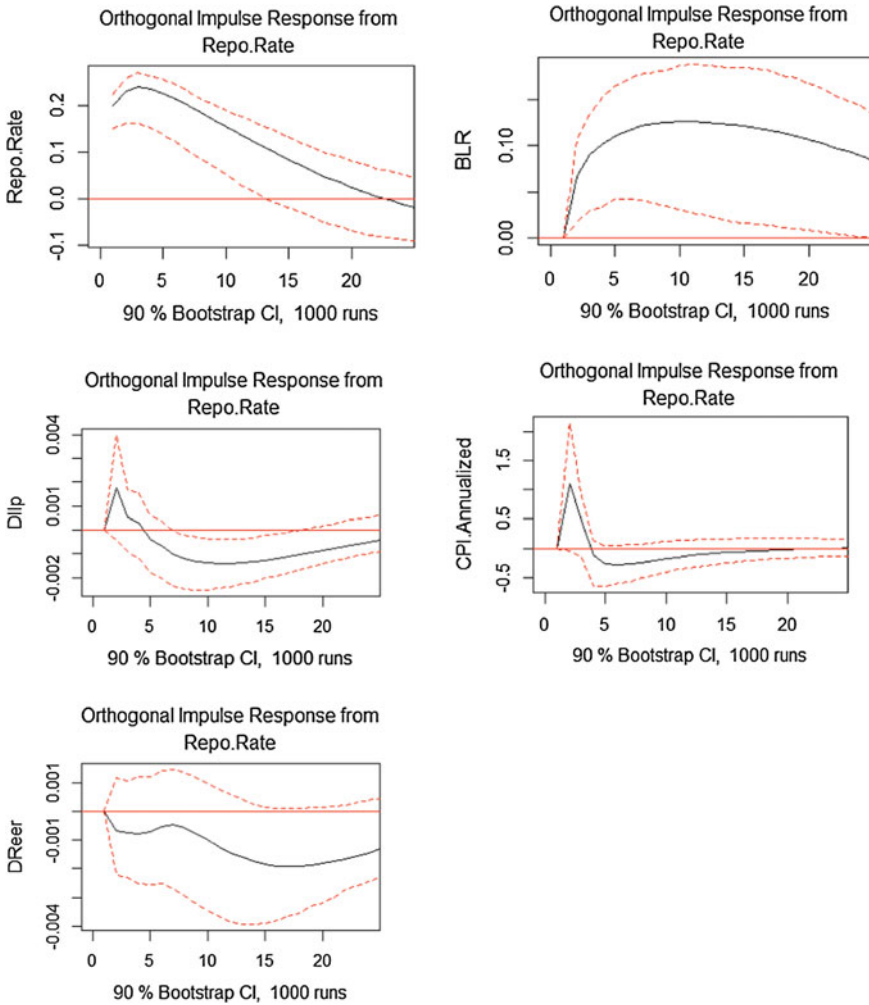 Orthogonal Impulse Response from
Repo.Rate
Repo.Rate
0.2
0.1
0.0
-0.1
0 5 10 15 20
90 % Bootstrap CI, 1000 runs
Orthogonal Impulse Response from
Repo.Rate
BLR
0.10
0.00
0 5 10 15 20
90 % Bootstrap CI, 1000 runs
Orthogonal Impulse Response from
Repo.Rate
DIIp
0.004
0.001
-0.002
0 5 10 15 20
90 % Bootstrap CI, 1000 runs
Orthogonal Impulse Response from
Repo.Rate
CPI.Annualized
1.5
0.5
-0.5
0 5 10 15 20
90 % Bootstrap CI, 1000 runs
Orthogonal Impulse Response from
Repo.Rate
DReer
0.001
-0.001
-0.004
0 5 10 15 20
90 % Bootstrap CI, 1000 runs